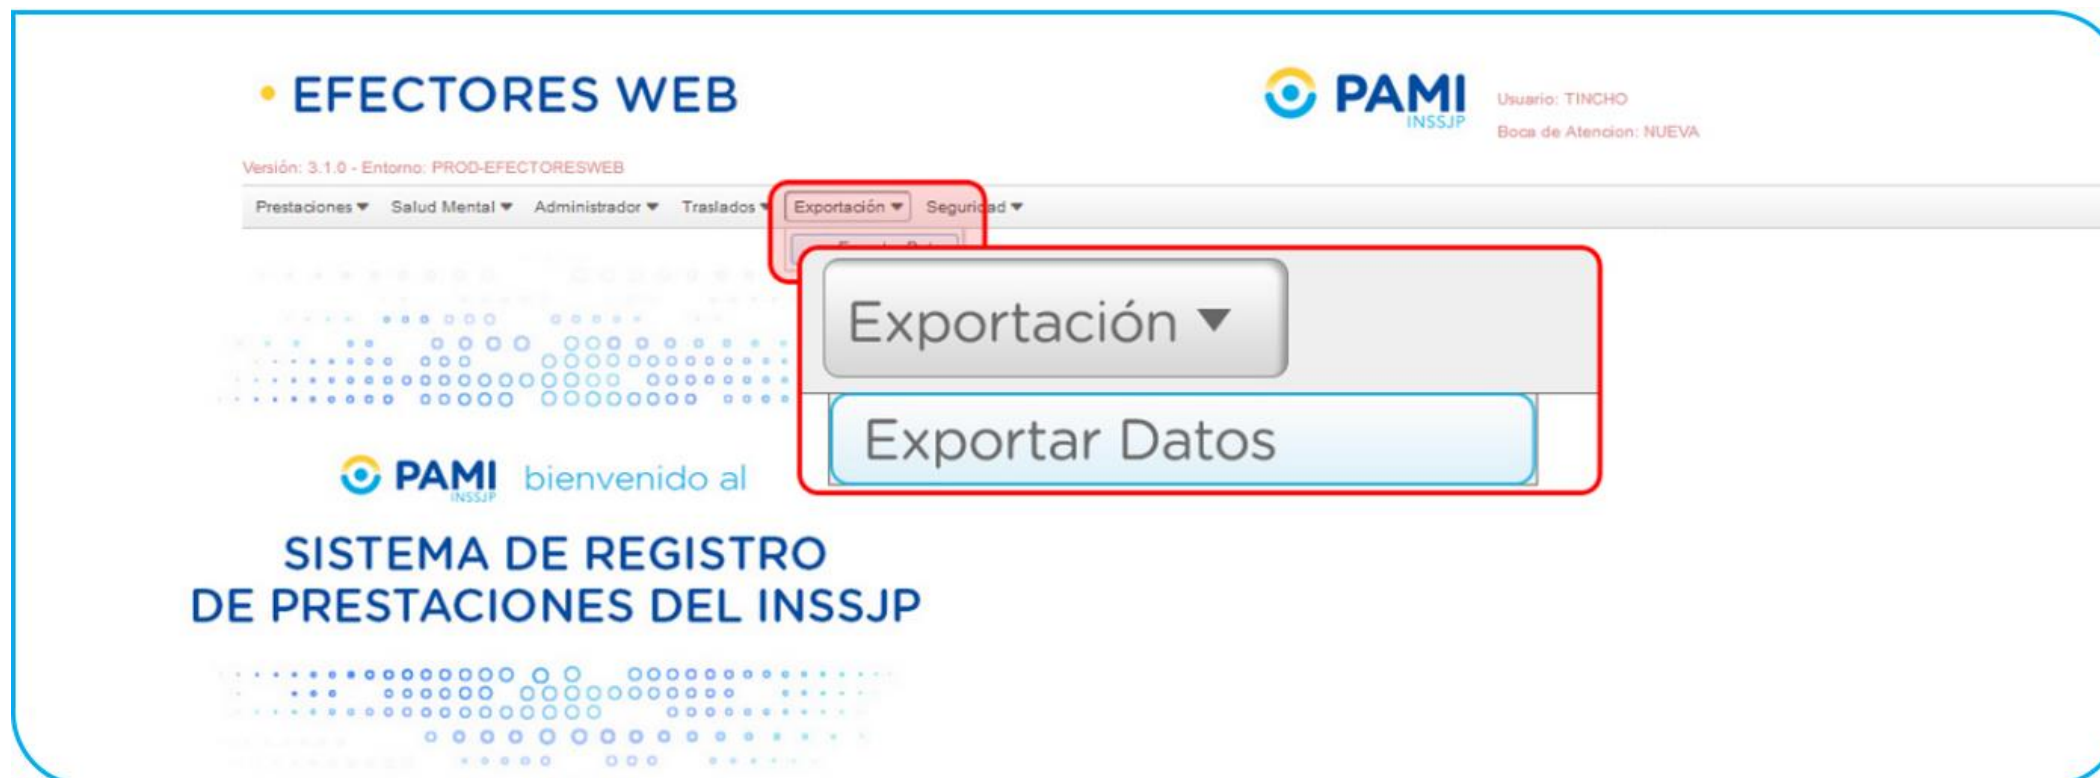 • EFECTORES WEB
PAMI
INSSJP
Usuario: TINCHO
Boca de Atencion: NUEVA
Versión: 3.1.0 - Entorno: PROD-EFECTORESWEB
Prestaciones ▼ Salud Mental ▼ Administrador ▼ Traslados ▼ Exportación ▼ Seguridad ▼
Exportación ▼
Exportar Datos
PAMI bienvenido al
INSSJP
SISTEMA DE REGISTRO
DE PRESTACIONES DEL INSSJP